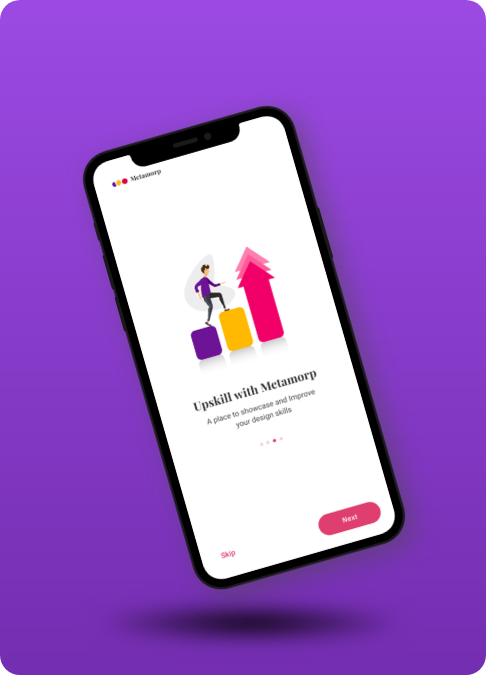 Metamorp
Upskill with Metamorp
A place to showcase and Improve
your design skills
Skip
Next